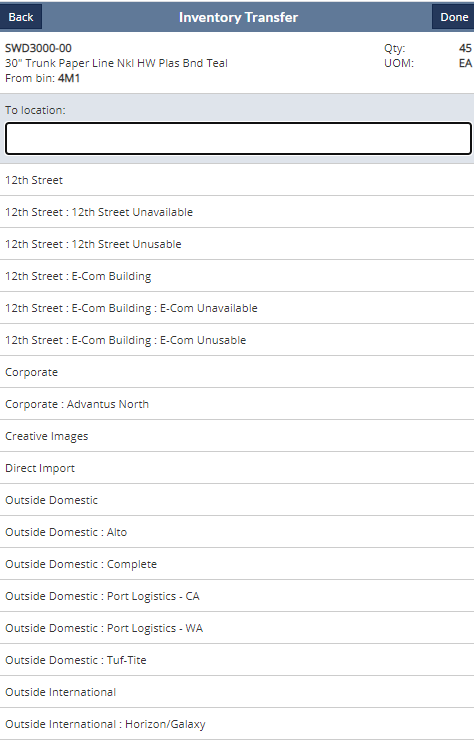 Back Inventory Transfer Done
SWD3000-00 Qty: 45
30" Trunk Paper Line Nkl HW Plas Bnd Teal UOM: EA
From bin: 4M1
To location:
12th Street
12th Street : 12th Street Unavailable
12th Street : 12th Street Unusable
12th Street : E-Com Building
12th Street : E-Com Building : E-Com Unavailable
12th Street : E-Com Building : E-Com Unusable
Corporate
Corporate : Advantus North
Creative Images
Direct Import
Outside Domestic
Outside Domestic : Alto
Outside Domestic : Complete
Outside Domestic : Port Logistics - CA
Outside Domestic : Port Logistics - WA
Outside Domestic : Tuf-Tite
Outside International
Outside International : Horizon/Galaxy